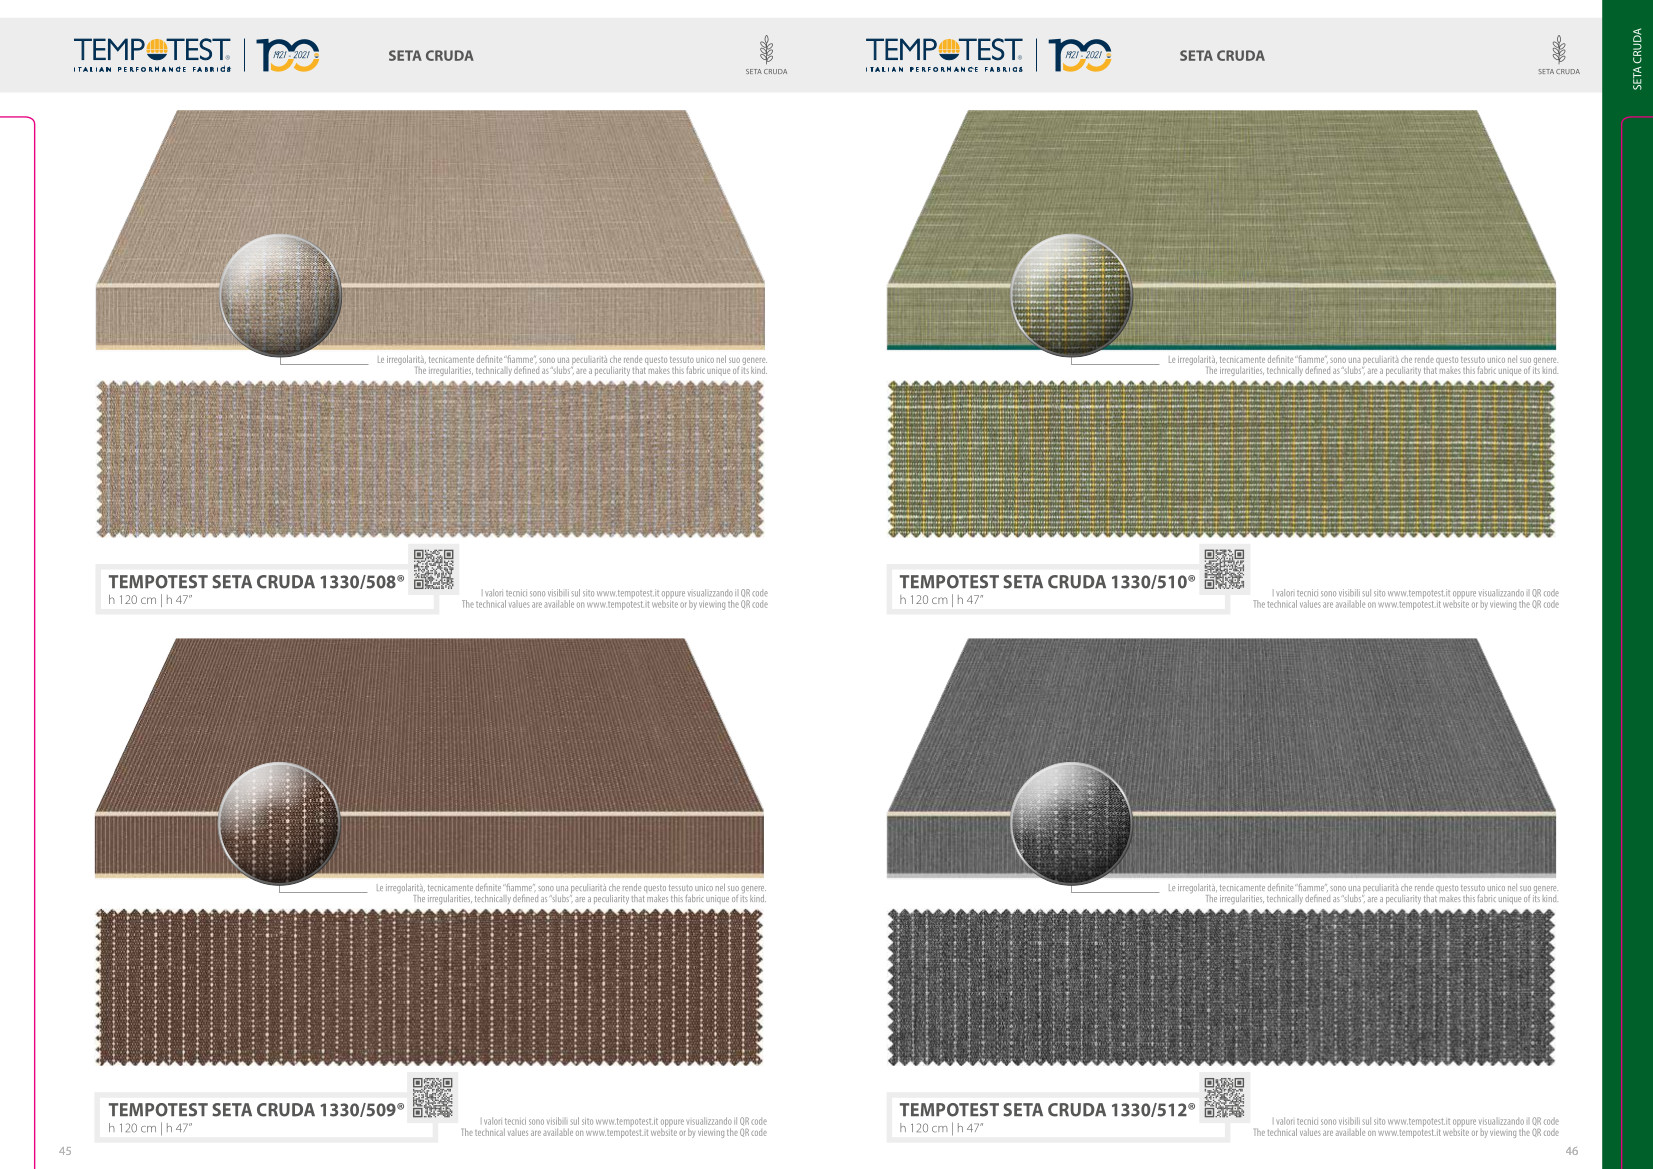 TEMPOTEST®
ITALIAN PERFORMANCE FABRICS
100
1921 - 2021
SETA CRUDA
SETA CRUDA
Le irregolarità, tecnicamente definite “fiamme”, sono una peculiarità che rende questo tessuto unico nel suo genere.
The irregularities, technically defined as “slubs”, are a peculiarity that makes this fabric unique of its kind.
TEMPOTEST SETA CRUDA 1330/508®
h 120 cm | h 47”
I valori tecnici sono visibili sul sito www.tempotest.it oppure visualizzando il QR code
The technical values are available on www.tempotest.it website or by viewing the QR code
Le irregolarità, tecnicamente definite “fiamme”, sono una peculiarità che rende questo tessuto unico nel suo genere.
The irregularities, technically defined as “slubs”, are a peculiarity that makes this fabric unique of its kind.
TEMPOTEST SETA CRUDA 1330/509®
h 120 cm | h 47”
I valori tecnici sono visibili sul sito www.tempotest.it oppure visualizzando il QR code
The technical values are available on www.tempotest.it website or by viewing the QR code
45
TEMPOTEST®
ITALIAN PERFORMANCE FABRICS
100
1921 - 2021
SETA CRUDA
SETA CRUDA
SETA CRUDA
Le irregolarità, tecnicamente definite “fiamme”, sono una peculiarità che rende questo tessuto unico nel suo genere.
The irregularities, technically defined as “slubs”, are a peculiarity that makes this fabric unique of its kind.
TEMPOTEST SETA CRUDA 1330/510®
h 120 cm | h 47”
I valori tecnici sono visibili sul sito www.tempotest.it oppure visualizzando il QR code
The technical values are available on www.tempotest.it website or by viewing the QR code
Le irregolarità, tecnicamente definite “fiamme”, sono una peculiarità che rende questo tessuto unico nel suo genere.
The irregularities, technically defined as “slubs”, are a peculiarity that makes this fabric unique of its kind.
TEMPOTEST SETA CRUDA 1330/512®
h 120 cm | h 47”
I valori tecnici sono visibili sul sito www.tempotest.it oppure visualizzando il QR code
The technical values are available on www.tempotest.it website or by viewing the QR code
46